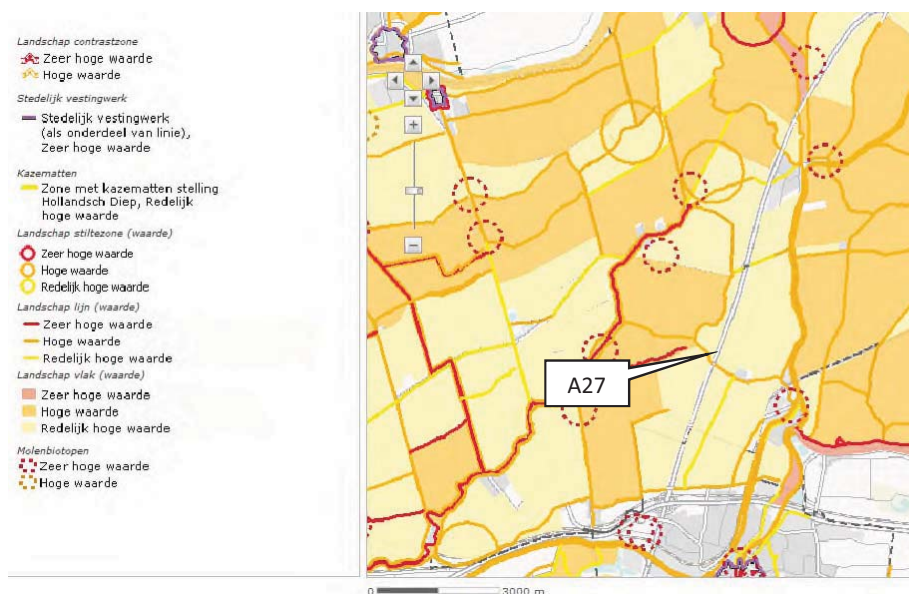 Landschap contrastzone
Zeer hoge waarde
Hoge waarde
Stedelijk vestingwerk
Stedelijk vestingwerk
(als onderdeel van linie),
Zeer hoge waarde
Kazematten
Zone met kazematten stelling
Hollandsch Diep, Redelijk
hoge waarde
Landschap stiltezone (waarde)
Zeer hoge waarde
Hoge waarde
Redelijk hoge waarde
Landschap lijn (waarde)
Zeer hoge waarde
Hoge waarde
Redelijk hoge waarde
Landschap vlak (waarde)
Zeer hoge waarde
Hoge waarde
Redelijk hoge waarde
Molenbiotopen
Zeer hoge waarde
Hoge waarde
A27
0 3000 m